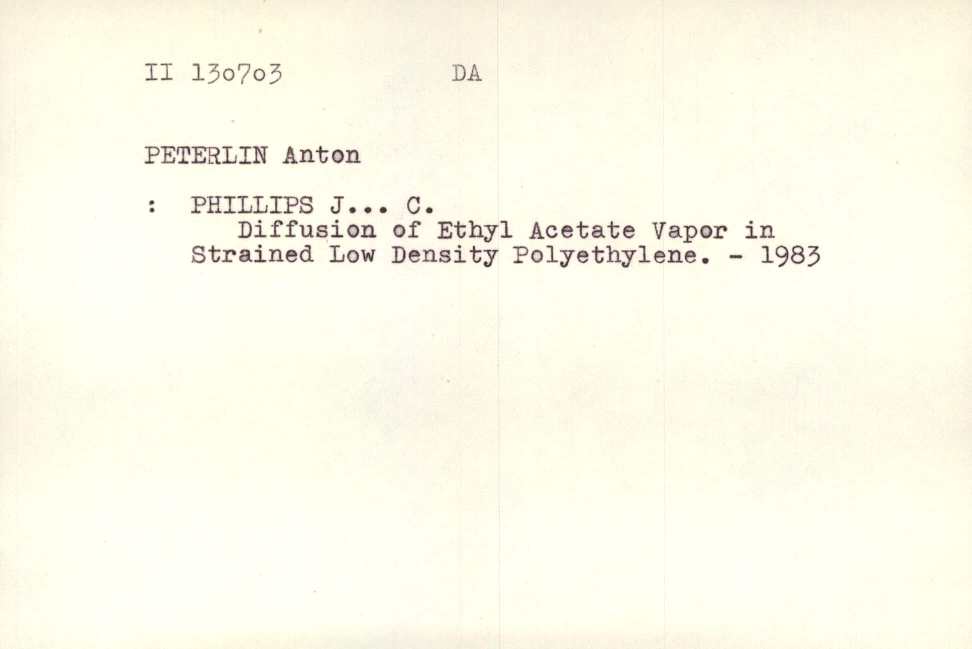 II 130703 DA
PETERLIN Anton
: PHILLIPS J... C.
Diffusion of Ethyl Acetate Vapor in
Strained Low Density Polyethylene. - 1983